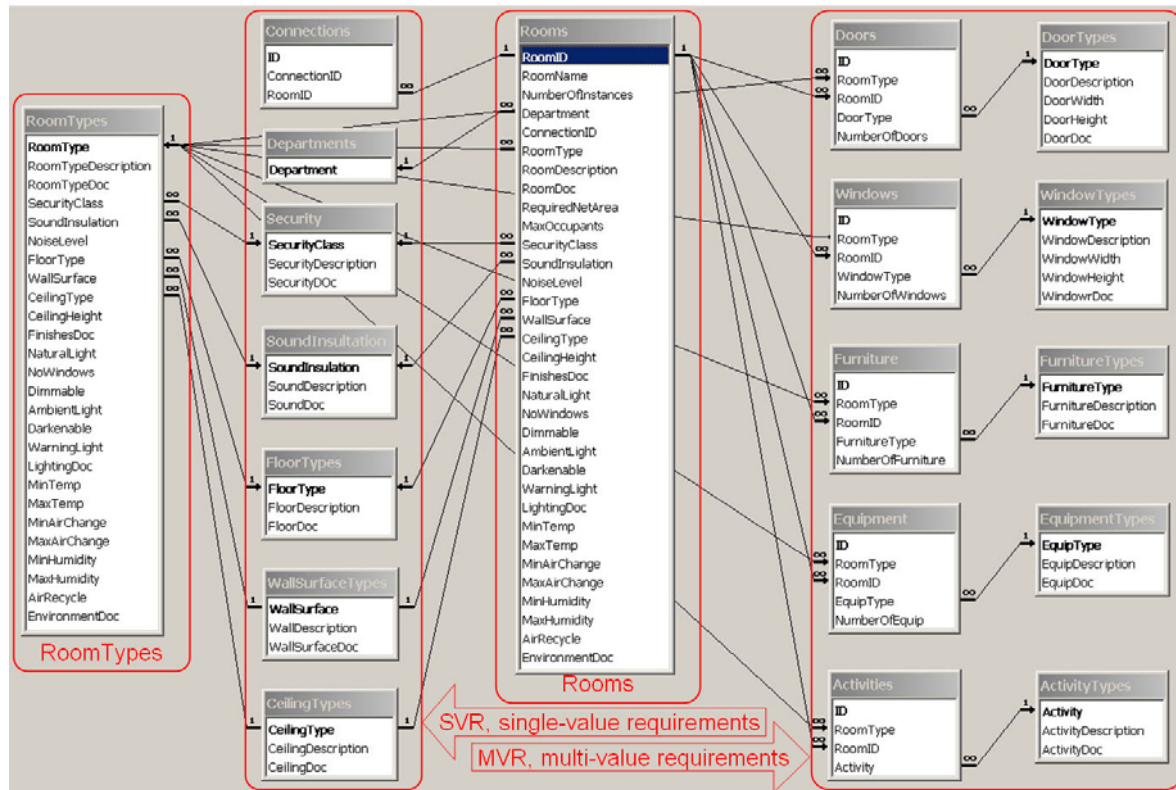 RoomTypes
RoomType
RoomTypeDescription
RoomTypeDoc
SecurityClass
SoundInsulation
NoiseLevel
FloorType
WallSurface
CeilingType
CeilingHeight
FinishesDoc
NaturalLight
NoWindows
Dimmable
AmbientLight
Darkenable
WarningLight
LightingDoc
MinTemp
MaxTemp
MinAirChange
MaxAirChange
MinHumidity
MaxHumidity
AirRecycle
EnvironmentDoc
RoomTypes
Connections
ID
ConnectionID
RoomID
Departments
Department
Security
SecurityClass
SecurityDescription
SecurityDOc
SoundInsultation
SoundInsulation
SoundDescription
SoundDoc
FloorTypes
FloorType
FloorDescription
FloorDoc
WallSurfaceTypes
WallSurface
WallDescription
WallSurfaceDoc
CeilingTypes
CeilingType
CeilingDescription
CeilingDoc
Rooms
RoomID
RoomName
NumberOfInstances
Department
ConnectionID
RoomType
RoomDescription
RoomDoc
RequiredNetArea
MaxOccupants
SecurityClass
SoundInsulation
NoiseLevel
FloorType
WallSurface
CeilingType
CeilingHeight
FinishesDoc
NaturalLight
NoWindows
Dimmable
AmbientLight
Darkenable
WarningLight
LightingDoc
MinTemp
MaxTemp
MinAirChange
MaxAirChange
MinHumidity
MaxHumidity
AirRecycle
EnvironmentDoc
Rooms
SVR, single-value requirements
MVR, multi-value requirements
Doors
ID
RoomType
RoomID
DoorType
NumberOfDoors
DoorTypes
DoorType
DoorDescription
DoorWidth
DoorHeight
DoorDoc
Windows
ID
RoomType
RoomID
WindowType
NumberOfWindows
WindowTypes
WindowType
WindowDescription
WindowWidth
WindowHeight
WindowrDoc
Furniture
ID
RoomType
RoomID
FurnitureType
NumberOfFurniture
FurnitureTypes
FurnitureType
FurnitureDescription
FurnitureDoc
Equipment
ID
RoomType
RoomID
EquipType
NumberOfEquip
EquipmentTypes
EquipType
EquipDescription
EquipDoc
Activities
ID
RoomType
RoomID
Activity
ActivityTypes
Activity
ActivityDescription
ActivityDoc